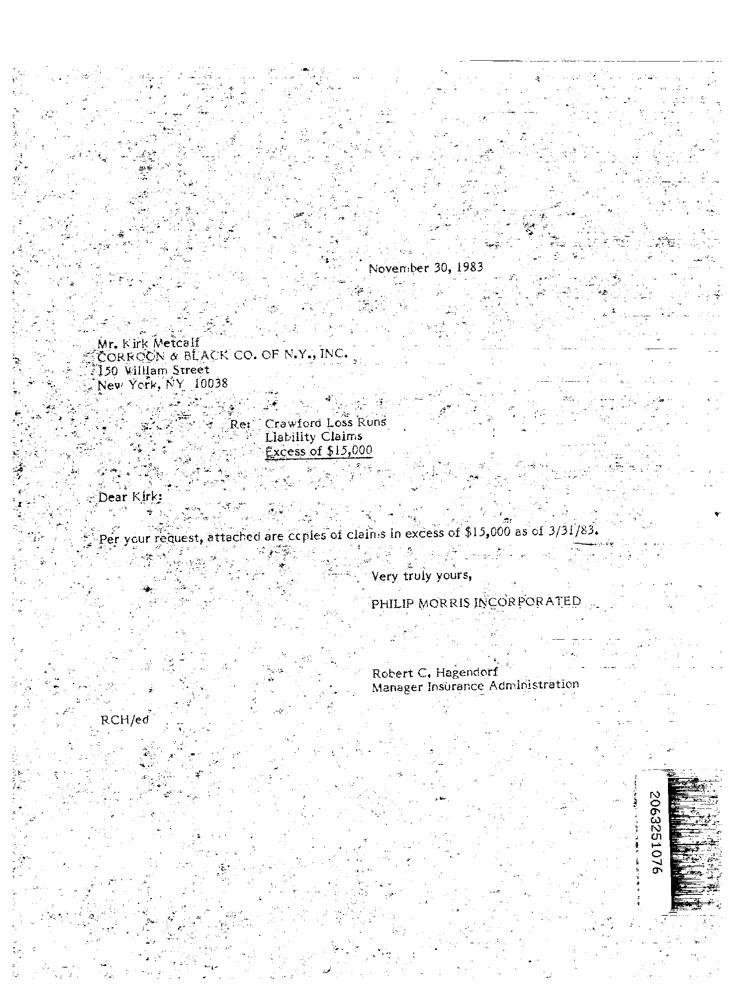 November 30, 1983
Mr. Kirk Metcalf
CORROON & BLACK CO. OF N.Y., INC.
150 William Street
New York, NY 10038
Re: Crawford Loss Runs
Liability Claims
Excess of $15,000
Dear Kirk:
Per your request, attached are copies of claims in excess of $15,000 as of 3/31/83.
Very truly yours,
PHILIP MORRIS INCORPORATED
Robert C. Hagendorf
Manager Insurance Administration
RCH/ed
2063251076